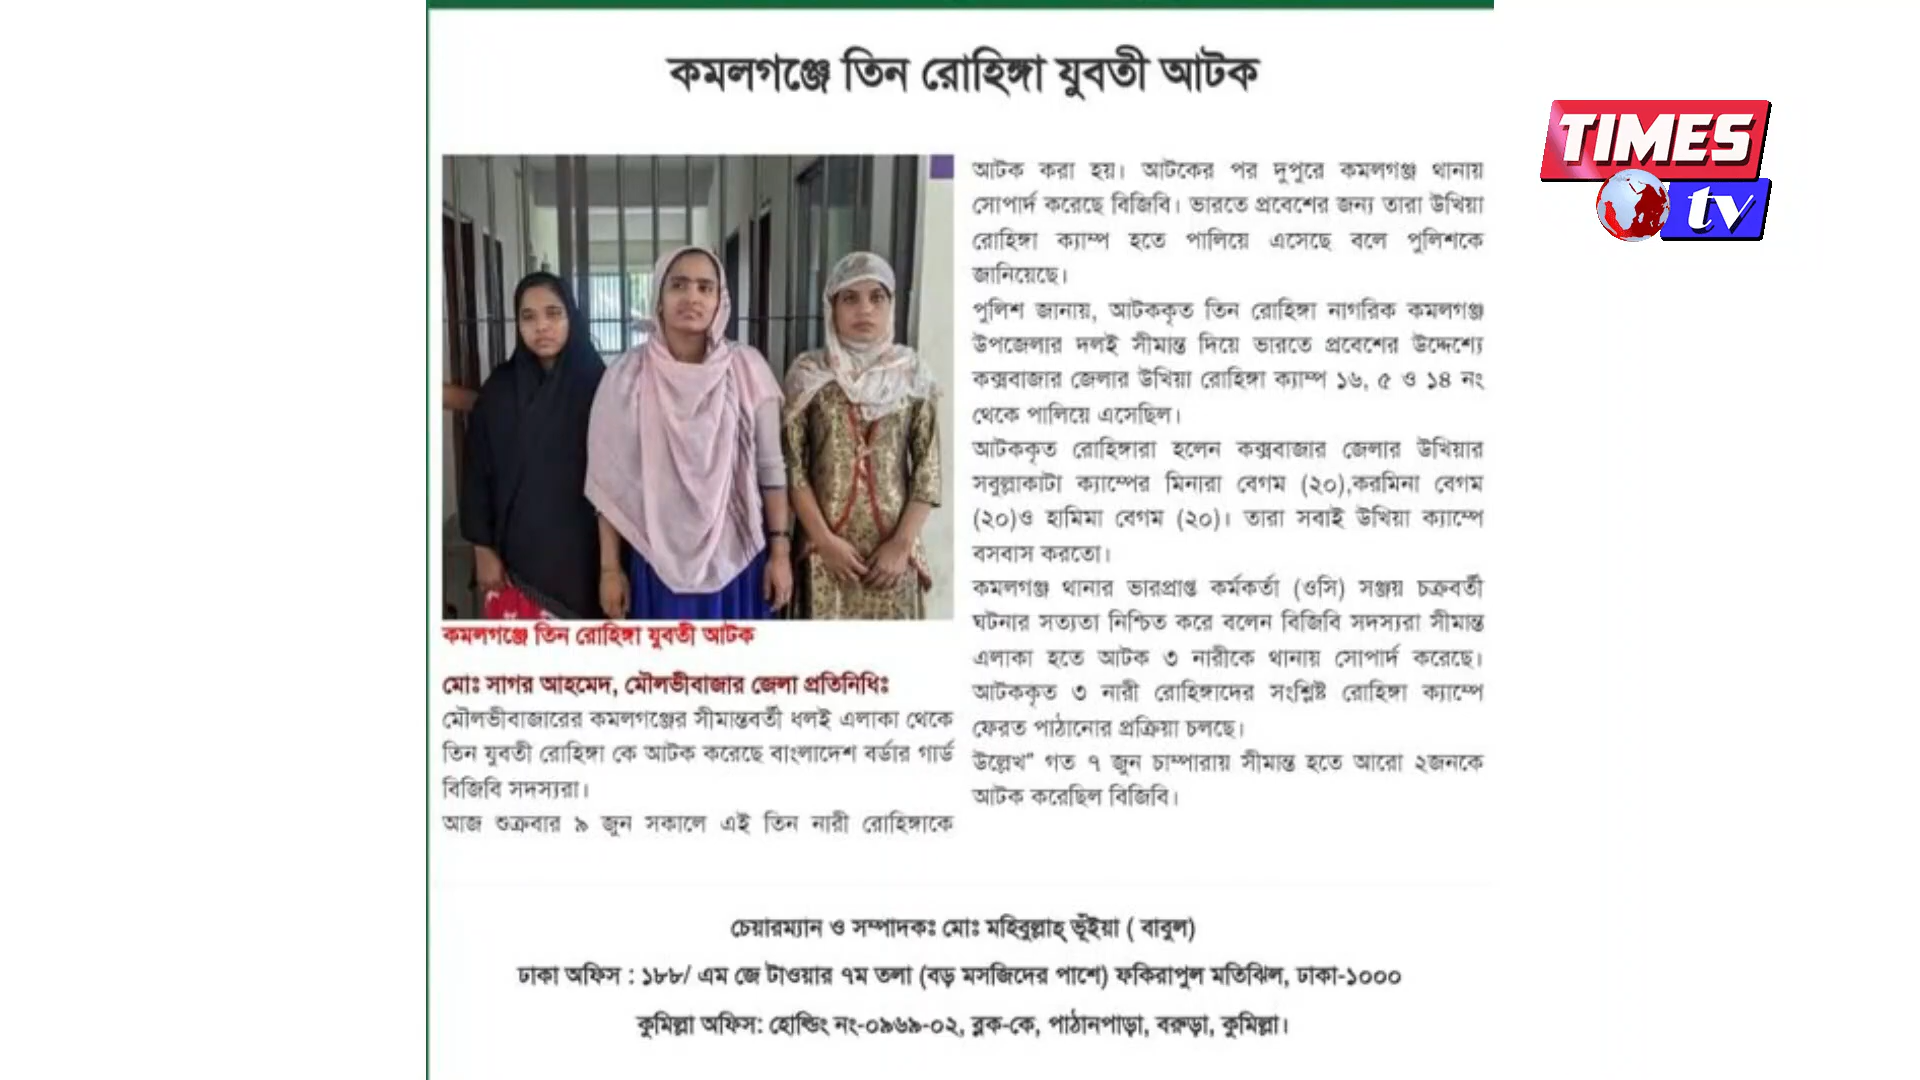 কমলগঞ্জে তিন রোহিঙ্গা যুবতী আটক
TIMES
tv
কমলগঞ্জে তিন রোহিঙ্গা যুবতী আটক
মোঃ সাগর আহমেদ, মৌলভীবাজার জেলা প্রতিনিধিঃ
মৌলভীবাজারের কমলগঞ্জের সীমান্তবর্তী ধলই এলাকা থেকে
তিন যুবতী রোহিঙ্গা কে আটক করেছে বাংলাদেশ বর্ডার গার্ড
বিজিবি সদস্যরা।
আজ শুক্রবার ৯ জুন সকালে এই তিন নারী রোহিঙ্গাকে
আটক করা হয়। আটকের পর দুপুরে কমলগঞ্জ থানায়
সোপার্দ করেছে বিজিবি। ভারতে প্রবেশের জন্য তারা উখিয়া
রোহিঙ্গা ক্যাম্প হতে পালিয়ে এসেছে বলে পুলিশকে
জানিয়েছে।
পুলিশ জানায়, আটককৃত তিন রোহিঙ্গা নাগরিক কমলগঞ্জ
উপজেলার দলই সীমান্ত দিয়ে ভারতে প্রবেশের উদ্দেশ্যে
কক্সবাজার জেলার উখিয়া রোহিঙ্গা ক্যাম্প ১৬, ৫ ও ১৪ নং
থেকে পালিয়ে এসেছিল।
আটককৃত রোহিঙ্গারা হলেন কক্সবাজার জেলার উখিয়ার
সবুল্লাকাটা ক্যাম্পের মিনারা বেগম (২০),করমিনা বেগম
(২০)ও হামিমা বেগম (২০)। তারা সবাই উখিয়া ক্যাম্পে
বসবাস করতো।
কমলগঞ্জ থানার ভারপ্রাপ্ত কর্মকর্তা (ওসি) সঞ্জয় চক্রবর্তী
ঘটনার সত্যতা নিশ্চিত করে বলেন বিজিবি সদস্যরা সীমান্ত
এলাকা হতে আটক ৩ নারীকে থানায় সোপার্দ করেছে।
আটককৃত ৩ নারী রোহিঙ্গাদের সংশ্লিষ্ট রোহিঙ্গা ক্যাম্পে
ফেরত পাঠানোর প্রক্রিয়া চলছে।
উল্লেখ" গত ৭ জুন চাম্পারায় সীমান্ত হতে আরো ২জনকে
আটক করেছিল বিজিবি।
চেয়ারম্যান ও সম্পাদকঃ মোঃ মহিবুল্লাহ্ ভূঁইয়া ( বাবুল)
ঢাকা অফিস : ১৮৮/ এম জে টাওয়ার ৭ম তলা (বড় মসজিদের পাশে) ফকিরাপুল মতিঝিল, ঢাকা-১০০০
কুমিল্লা অফিস: হোল্ডিং নং-০৯৬৯-০২, ব্লক-কে, পাঠানপাড়া, বরুড়া, কুমিল্লা।